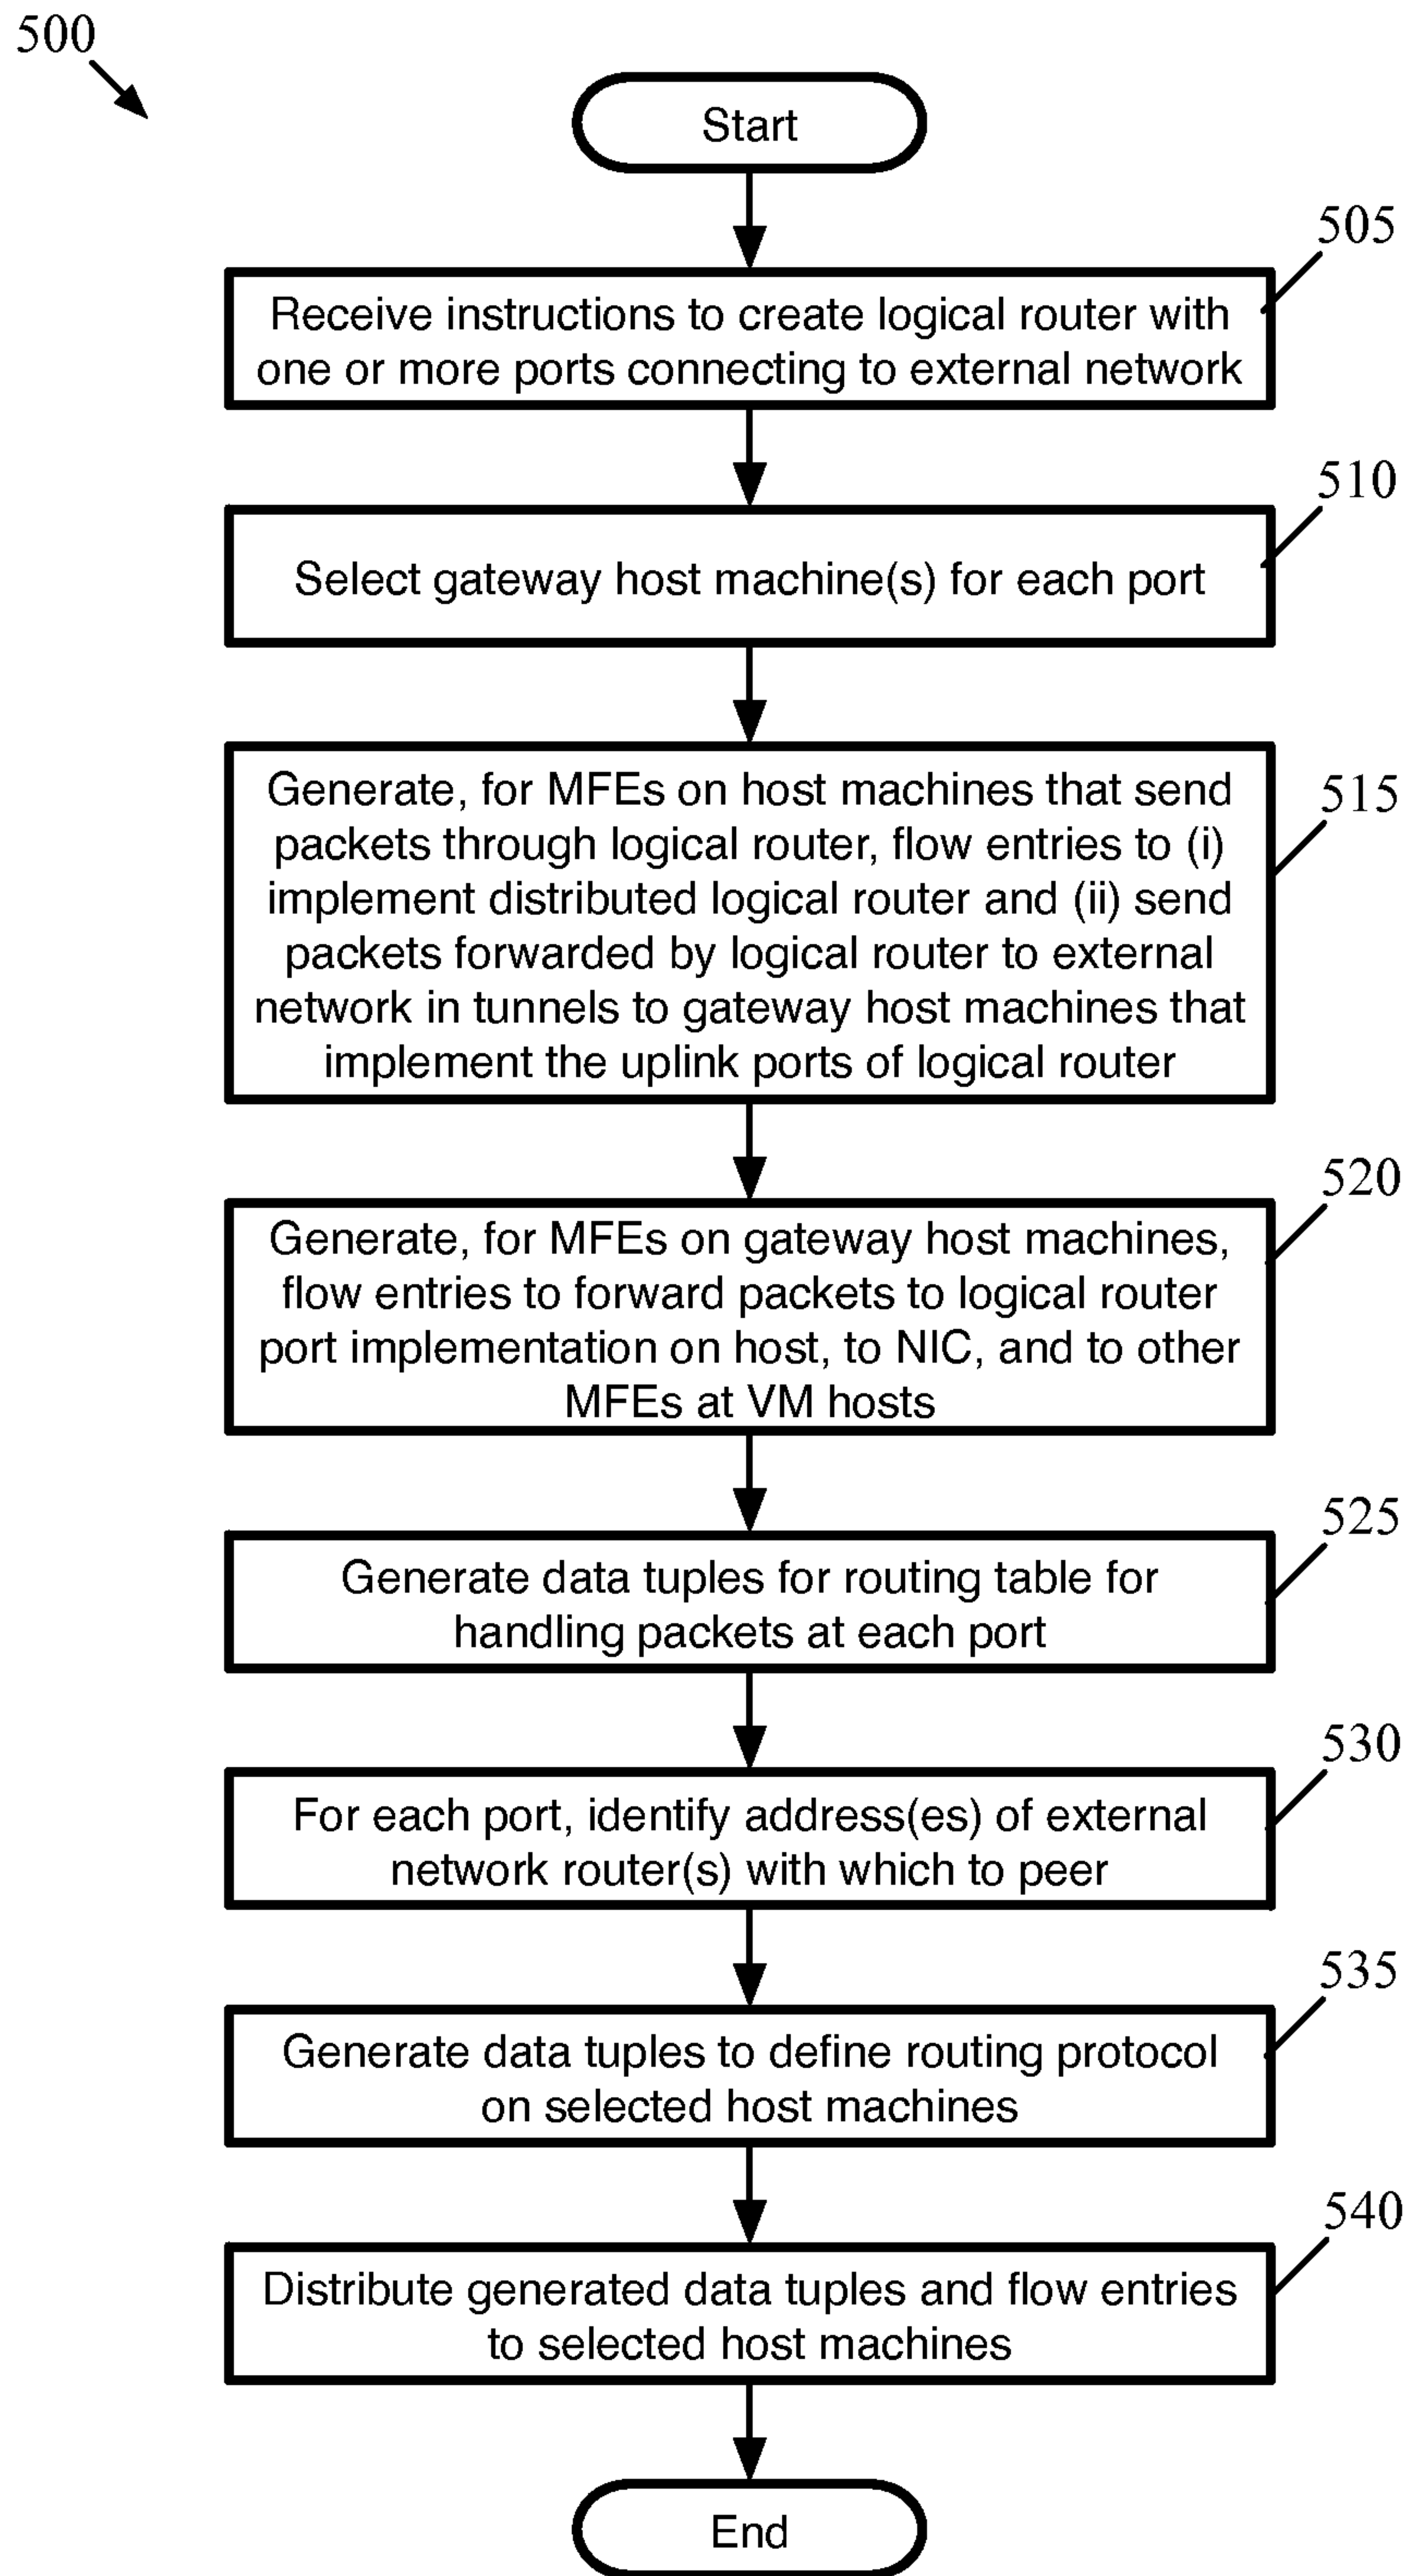 500
Start
505
Receive instructions to create logical router with
one or more ports connecting to external network
510
Select gateway host machine(s) for each port
515
Generate, for MFEs on host machines that send
packets through logical router, flow entries to (i)
implement distributed logical router and (ii) send
packets forwarded by logical router to external
network in tunnels to gateway host machines that
implement the uplink ports of logical router
520
Generate, for MFEs on gateway host machines,
flow entries to forward packets to logical router
port implementation on host, to NIC, and to other
MFEs at VM hosts
525
Generate data tuples for routing table for
handling packets at each port
530
For each port, identify address(es) of external
network router(s) with which to peer
535
Generate data tuples to define routing protocol
on selected host machines
540
Distribute generated data tuples and flow entries
to selected host machines
End